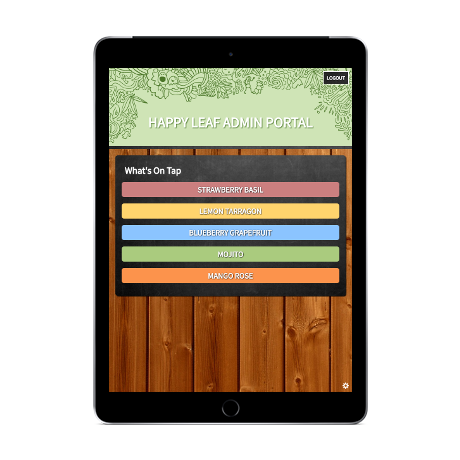 LOGOUT
HAPPY LEAF ADMIN PORTAL
What's On Tap
STRAWBERRY BASIL
LEMON TARRAGON
BLUEBERRY GRAPEFRUIT
MOJITO
MANGO ROSE